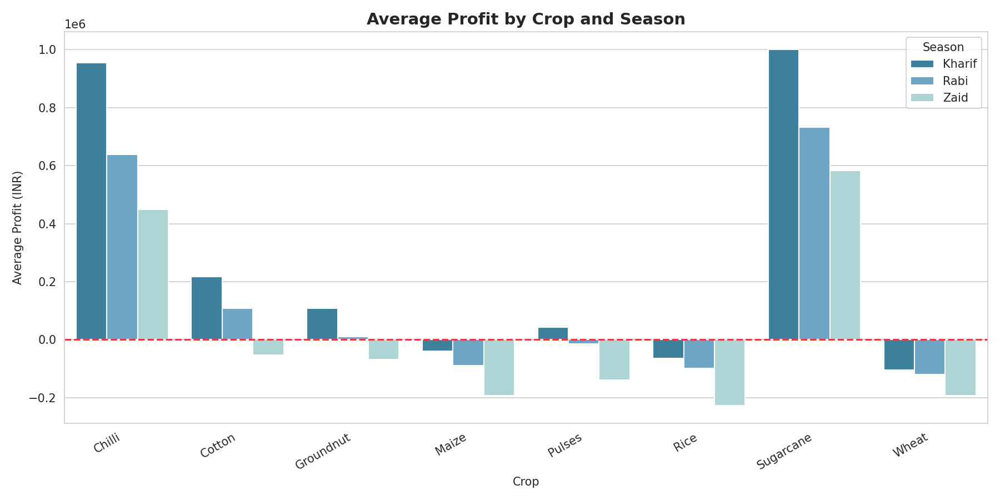 Average Profit by Crop and Season
1e6
1.0
0.8
0.6
0.4
0.2
0.0
−0.2
Average Profit (INR)
Season
Kharif
Rabi
Zaid
Chilli
Cotton
Groundnut
Maize
Pulses
Rice
Sugarcane
Wheat
Crop